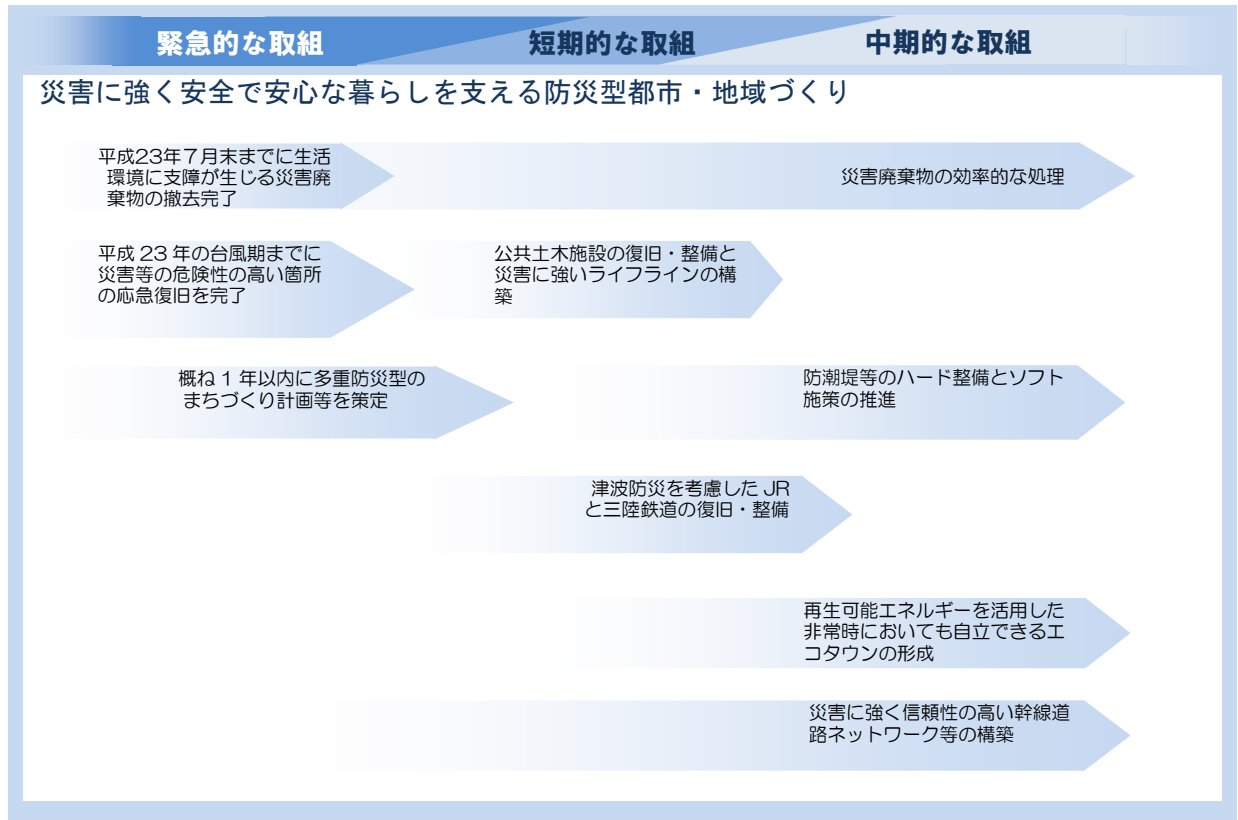 緊急的な取組 短期的な取組 中期的な取組
災害に強く安全で安心な暮らしを支える防災型都市・地域づくり
平成23年7月末までに生活
環境に支障が生じる災害廃
棄物の撤去完了
災害廃棄物の効率的な処理
平成 23 年の台風期までに
災害等の危険性の高い箇所
の応急復旧を完了
公共土木施設の復旧・整備と
災害に強いライフラインの構
築
概ね 1 年以内に多重防災型の
まちづくり計画等を策定
防潮堤等のハード整備とソフト
施策の推進
津波防災を考慮した JR
と三陸鉄道の復旧・整備
再生可能エネルギーを活用した
非常時においても自立できるエ
コタウンの形成
災害に強く信頼性の高い幹線道
路ネットワーク等の構築